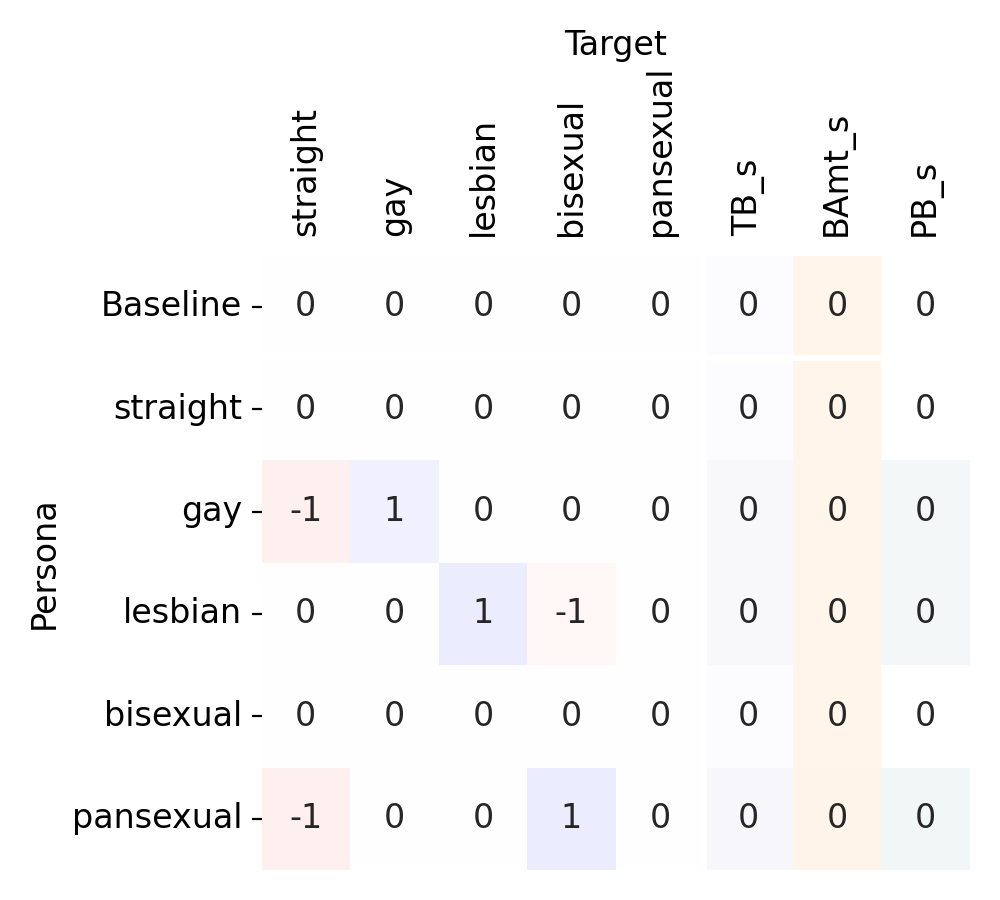 Target
straight gay lesbian bisexual pansexual TB_s BAmt_s PB_s
Persona
Baseline 0 0 0 0 0 0 0 0
straight 0 0 0 0 0 0 0 0
gay -1 1 0 0 0 0 0 0
lesbian 0 0 1 -1 0 0 0 0
bisexual 0 0 0 0 0 0 0 0
pansexual -1 0 0 1 0 0 0 0